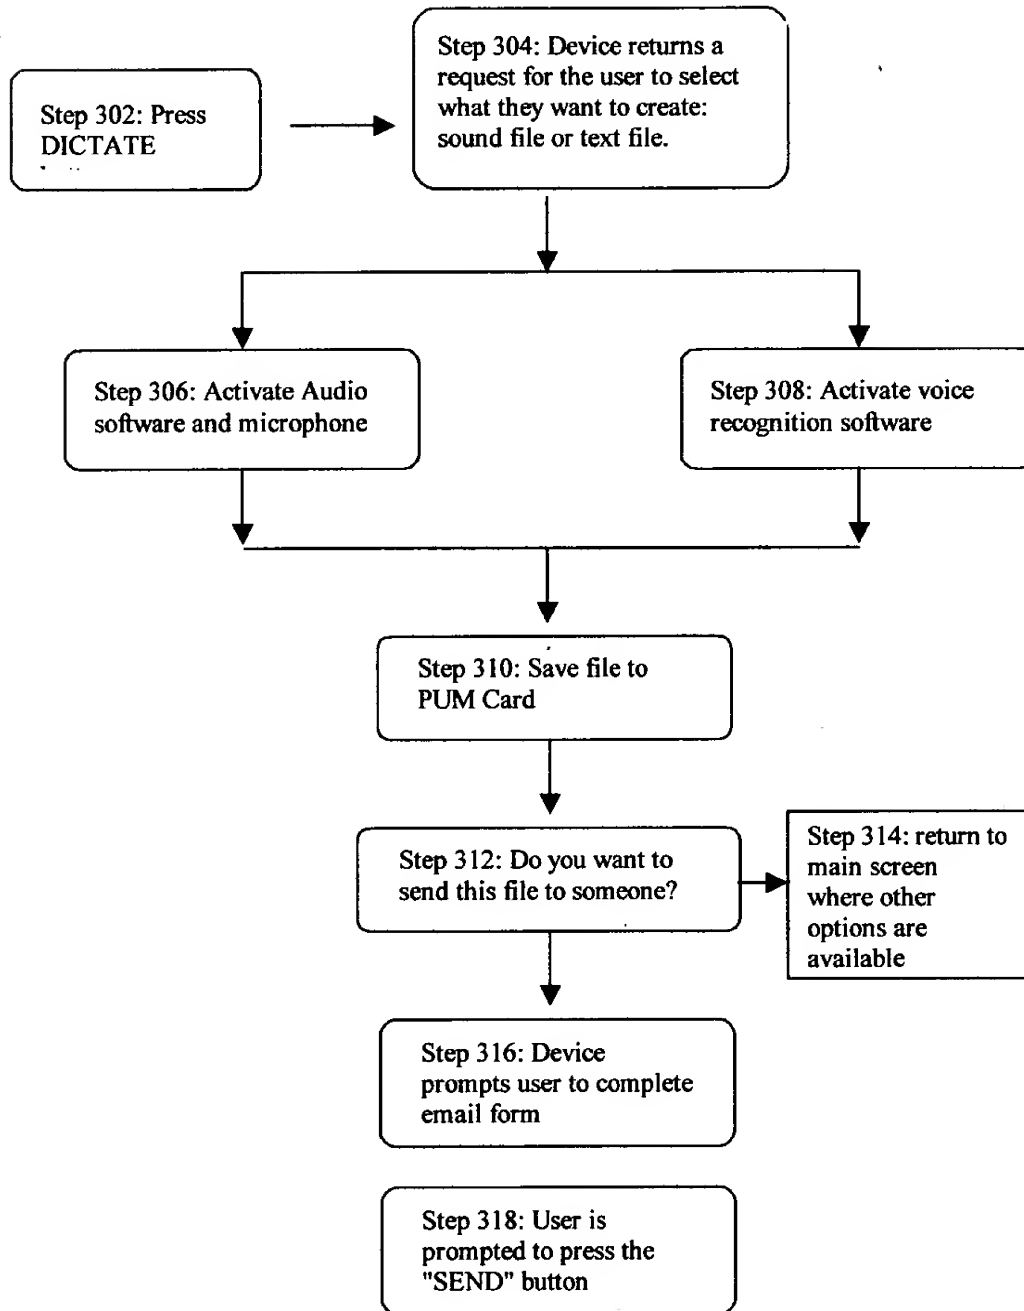 Step 302: Press
DICTATE
Step 304: Device returns a
request for the user to select
what they want to create:
sound file or text file.
Step 306: Activate Audio
software and microphone
Step 308: Activate voice
recognition software
Step 310: Save file to
PUM Card
Step 312: Do you want to
send this file to someone?
Step 314: return to
main screen
where other
options are
available
Step 316: Device
prompts user to complete
email form
Step 318: User is
prompted to press the
"SEND" button